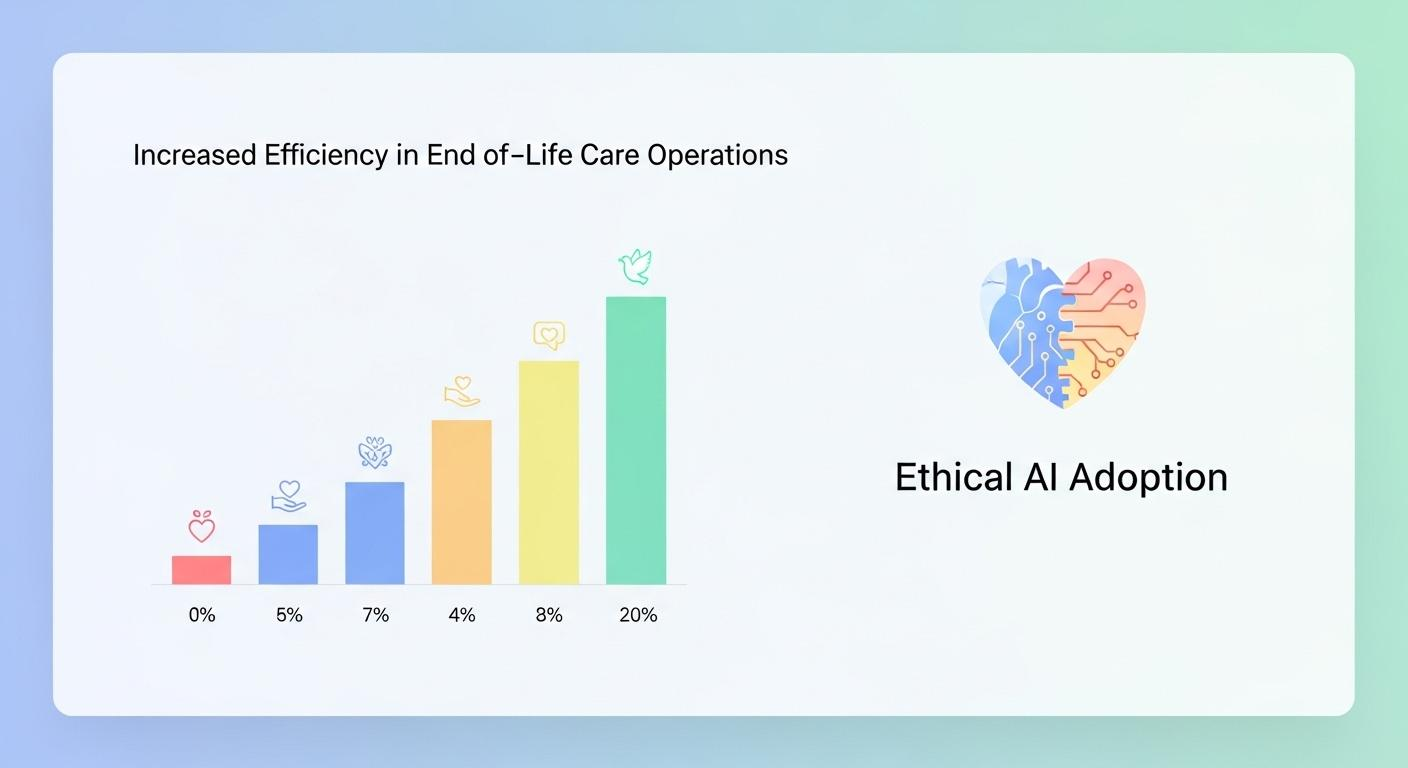 Increased Efficiency in End of-Life Care Operations
0% 5% 7% 4% 8% 20%
Ethical AI Adoption